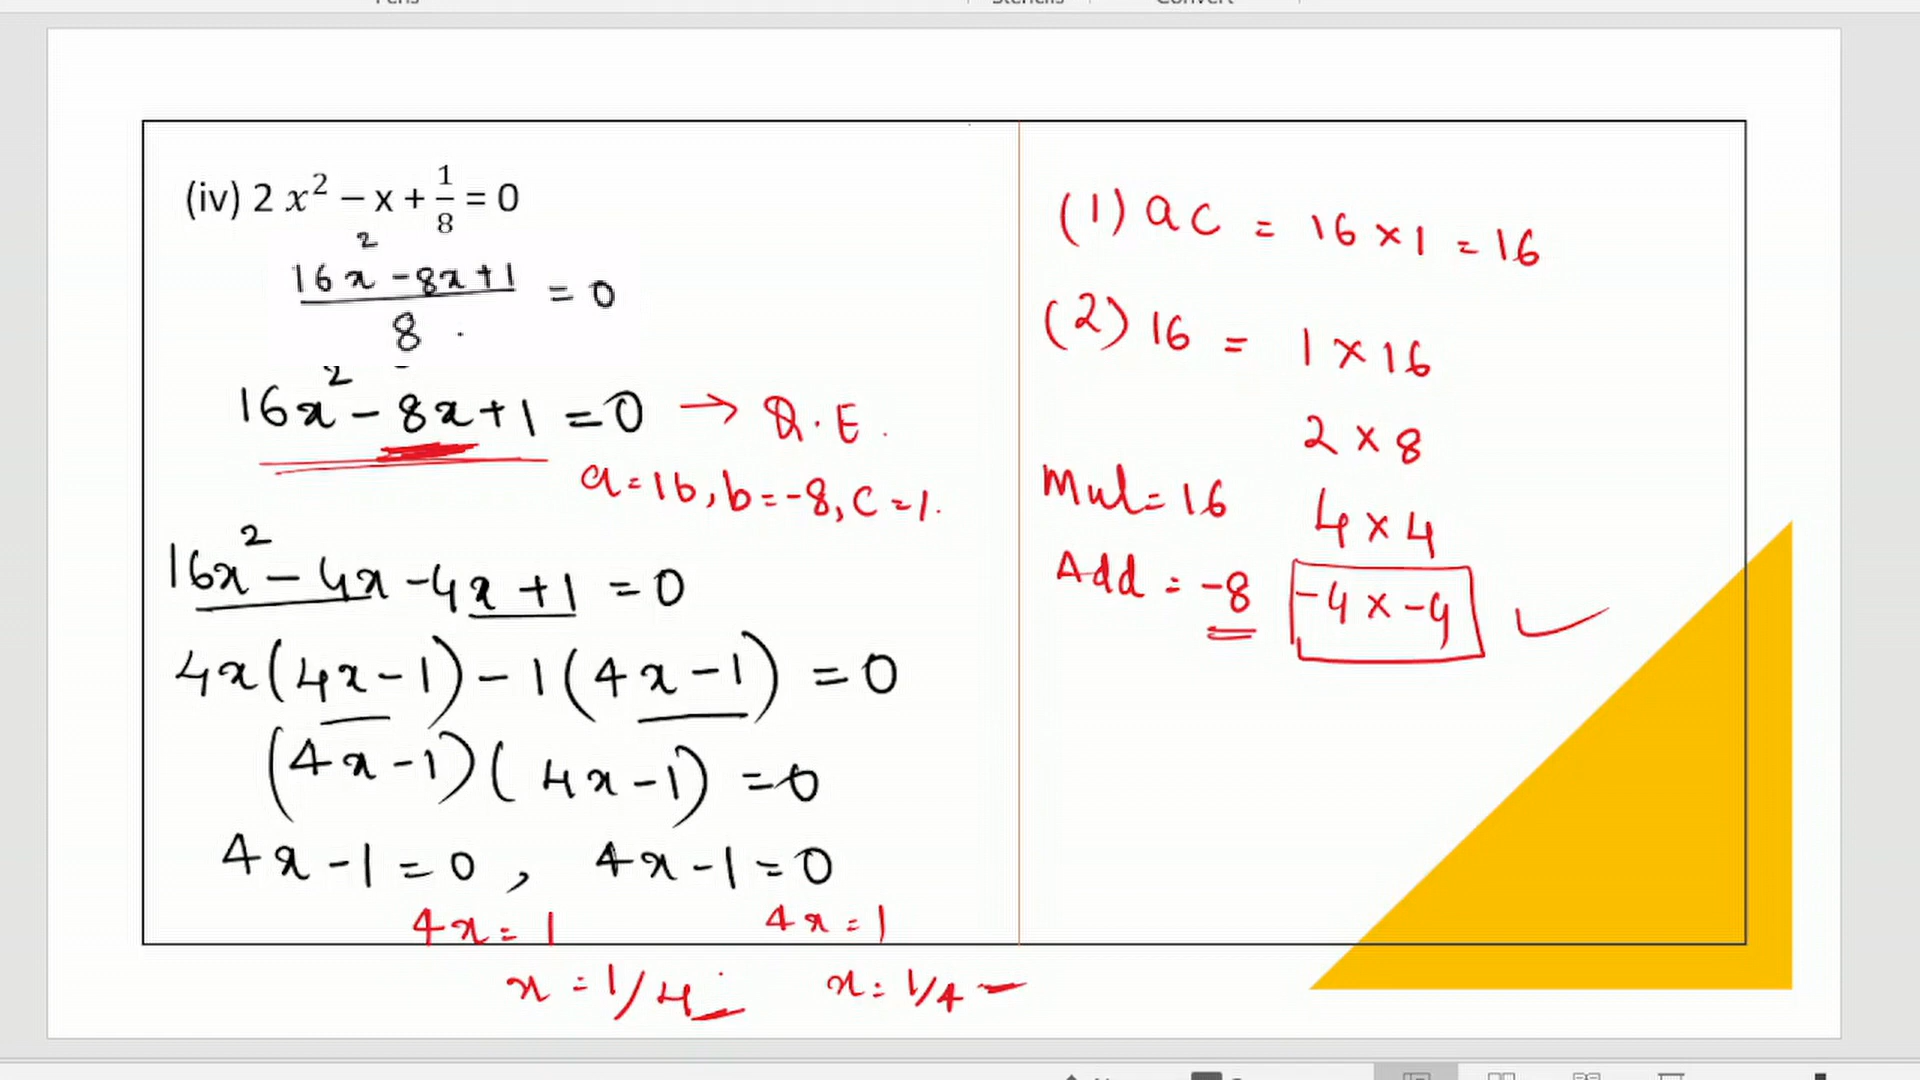 (iv) 2 x² – x + 1/8 = 0
16x² - 8x + 1 / 8 = 0
16x² - 8x + 1 = 0 → Q.E.
a = 16, b = -8, c = 1.
16x² - 4x - 4x + 1 = 0
4x(4x-1) - 1(4x-1) = 0
(4x-1)(4x-1) = 0
4x-1 = 0, 4x-1 = 0
4x = 1 4x = 1
x = 1/4 x = 1/4
(1) ac = 16 × 1 = 16
(2) 16 = 1 × 16
2 × 8
Mul = 16 4 × 4
Add = -8 -4 × -4 ✓